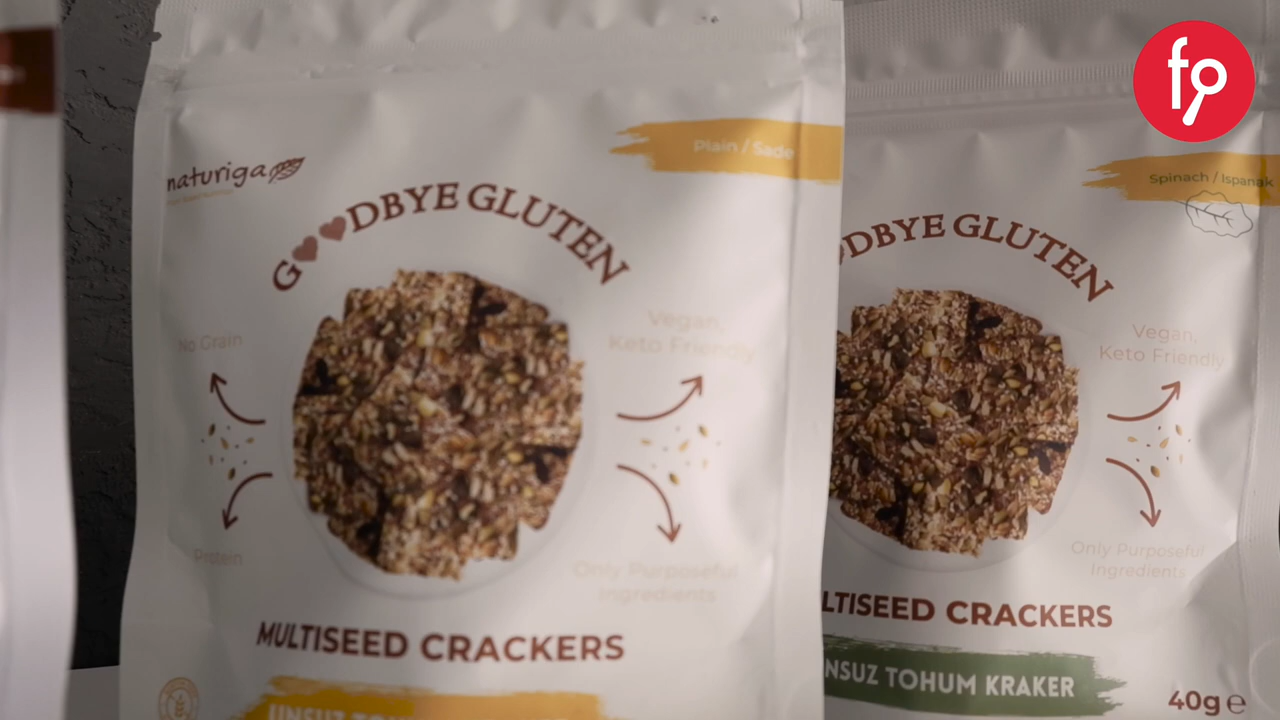 naturiga
Plain / Sade
G♥♥DBYE GLUTEN
No Grain
Vegan,
Keto Friendly
Protein
Only Purposeful
Ingredients
MULTISEED CRACKERS
UNSUZ
fp
Spinach / Ispanak
DBYE GLUTEN
Vegan,
Keto Friendly
Only Purposeful
Ingredients
LTISEED CRACKERS
NSUZ TOHUM KRAKER
40g e